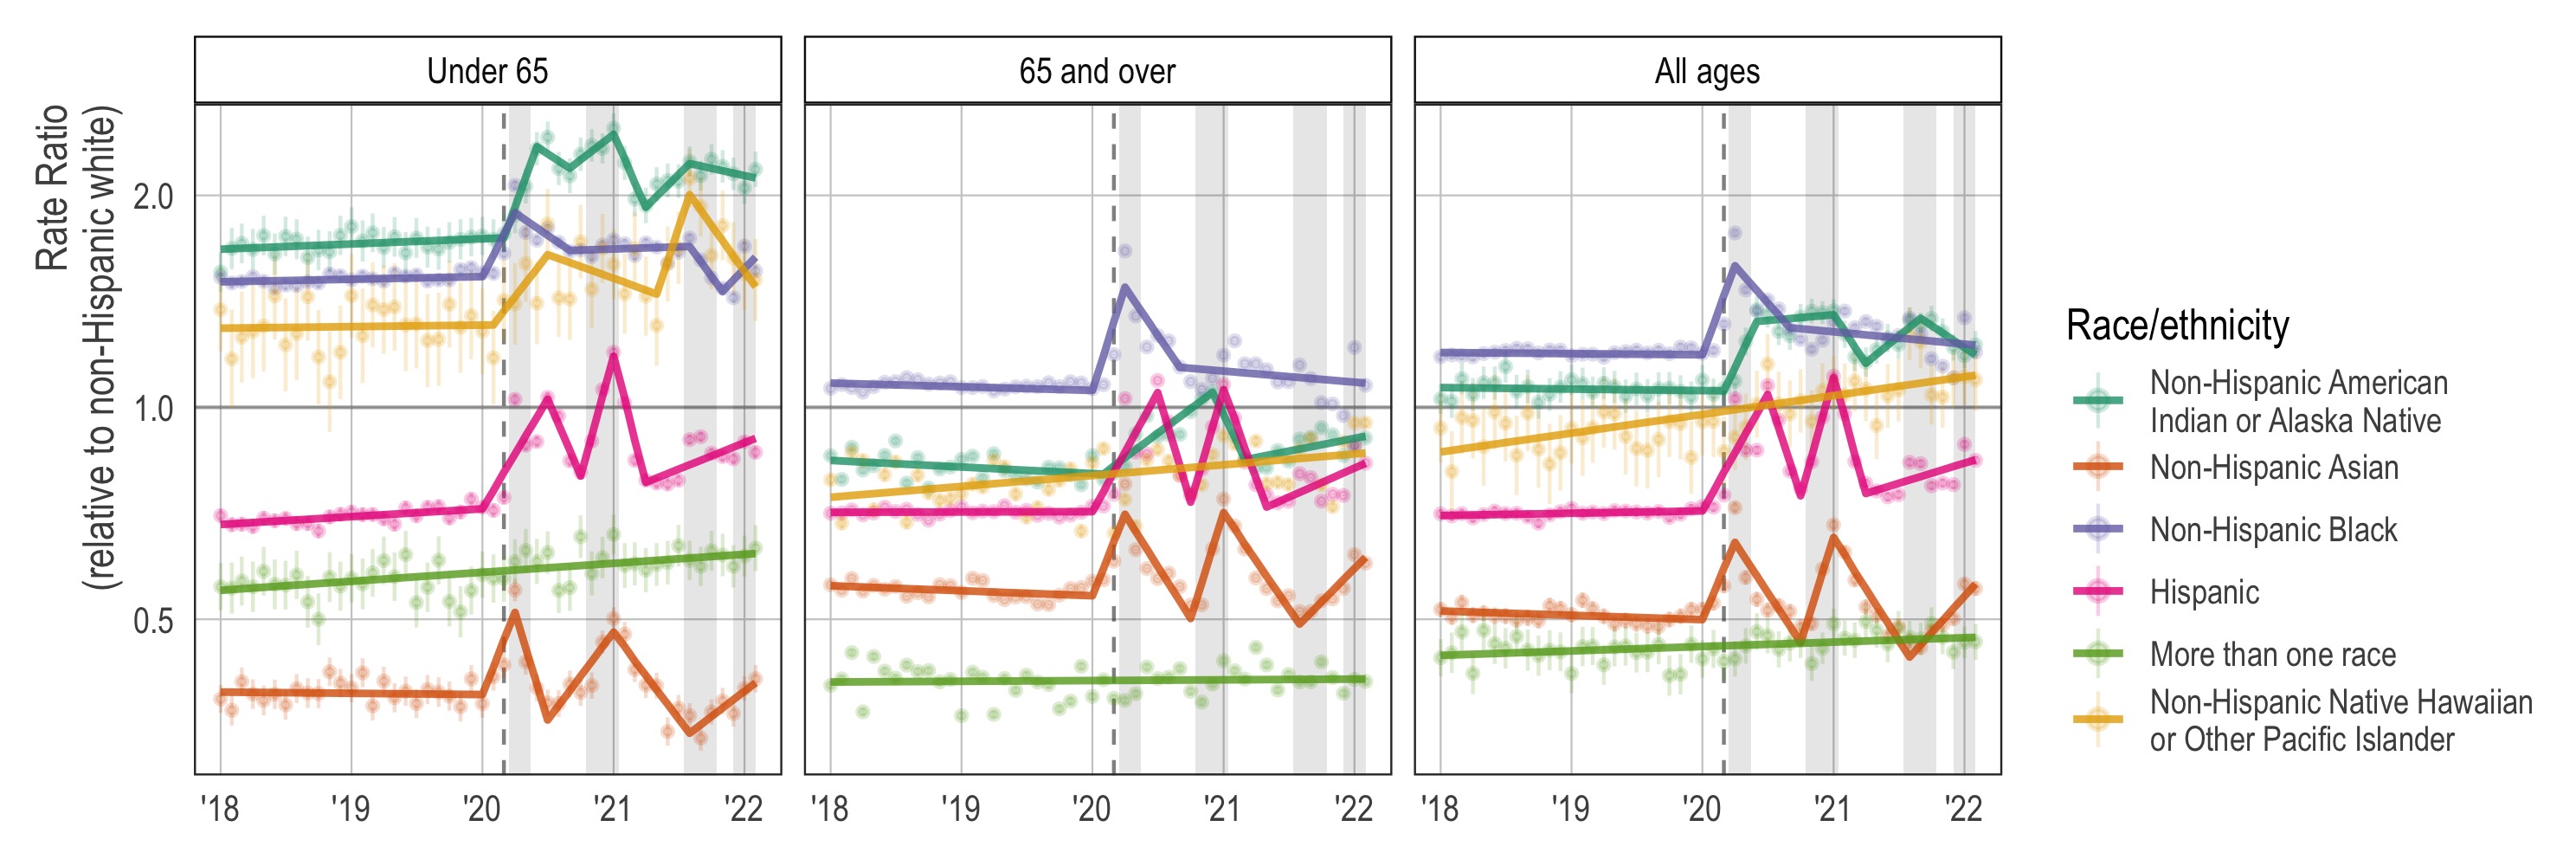 Under 65
65 and over
All ages
Rate Ratio
(relative to non-Hispanic white)
2.0
1.0
0.5
'18 '19 '20 '21 '22
'18 '19 '20 '21 '22
'18 '19 '20 '21 '22
Race/ethnicity
Non-Hispanic American
Indian or Alaska Native
Non-Hispanic Asian
Non-Hispanic Black
Hispanic
More than one race
Non-Hispanic Native Hawaiian
or Other Pacific Islander